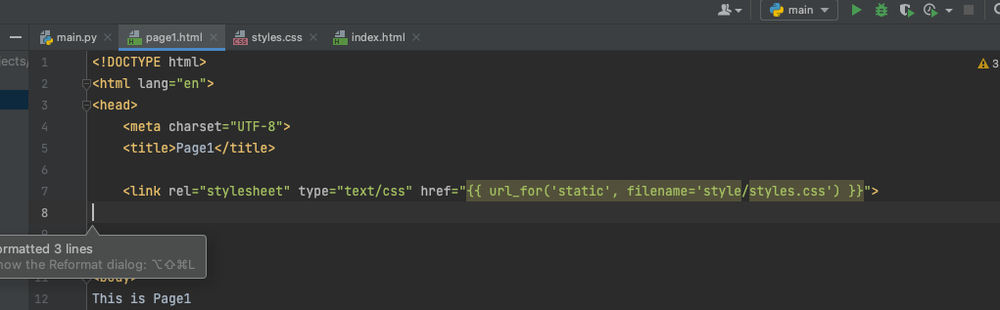 main
main.py
page1.html
styles.css
index.html
jects/
3
1 <!DOCTYPE html>
2 <html lang="en">
3 <head>
4 <meta charset="UTF-8">
5 <title>Page1</title>
6
7 <link rel="stylesheet" type="text/css" href="{{ url_for('static', filename='style/styles.css') }}">
8
ormatted 3 lines
how the Reformat dialog: ⌥⇧⌘L
<body>
12 This is Page1